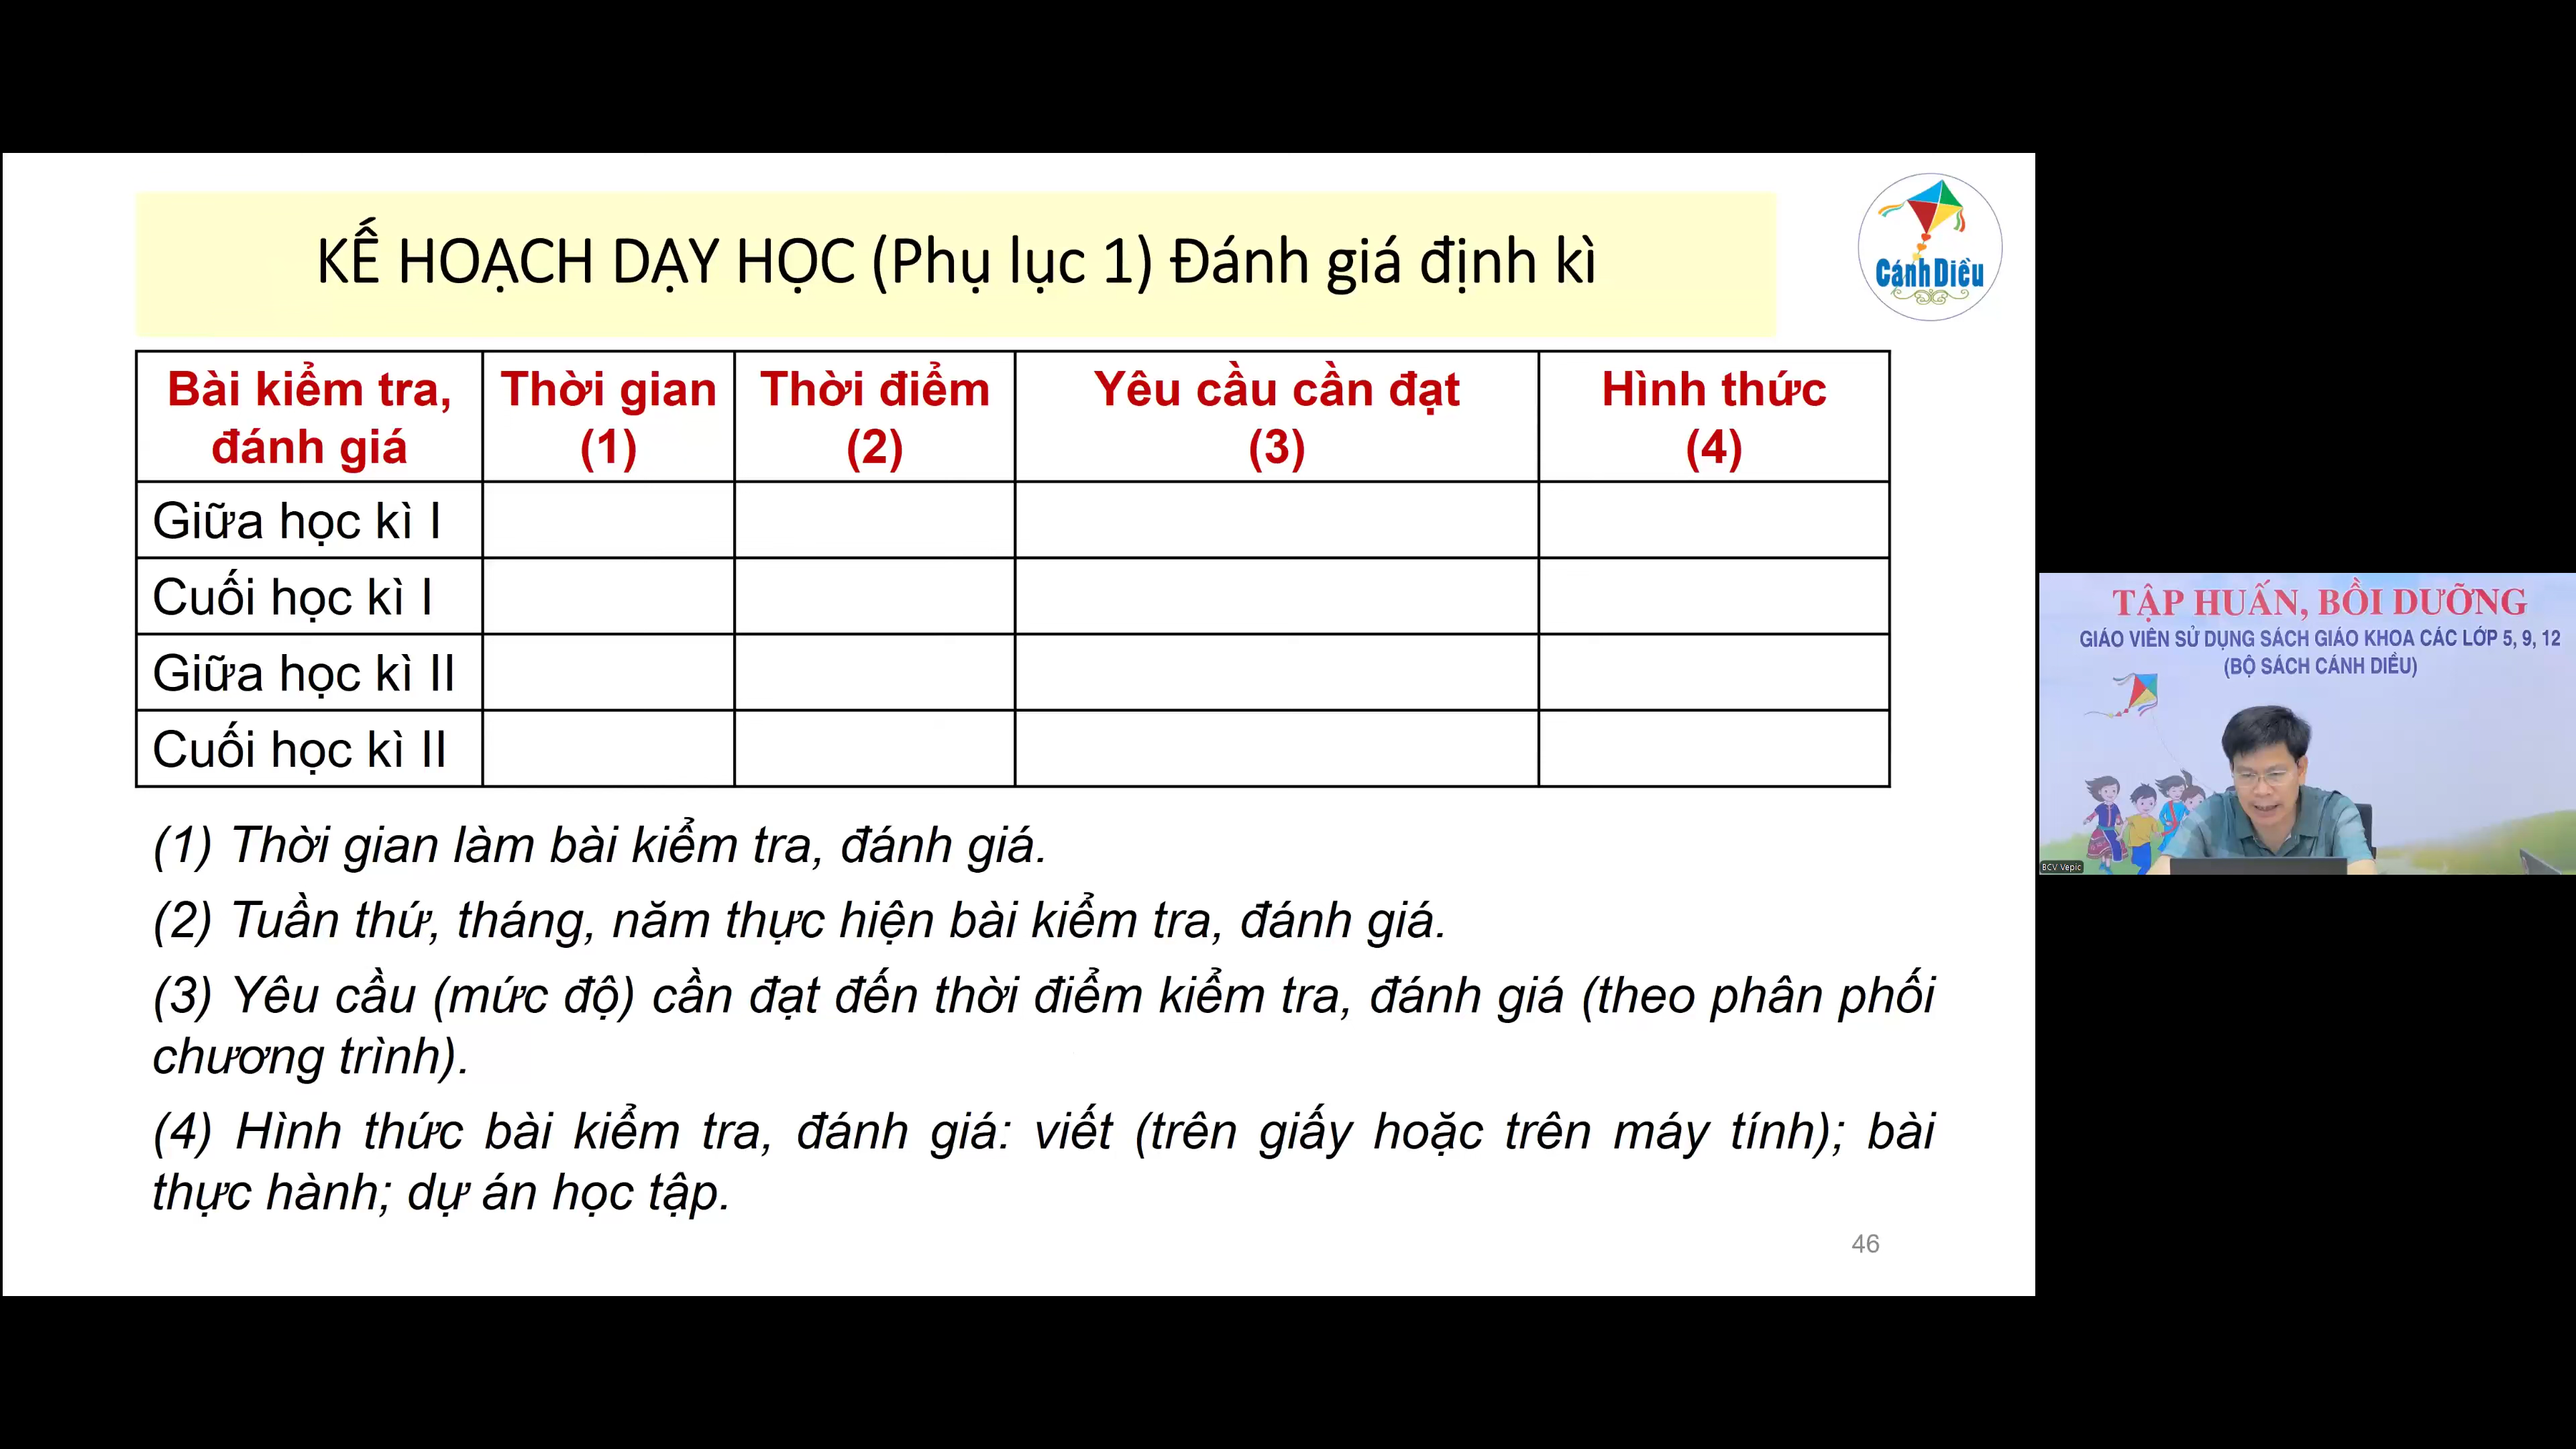 KẾ HOẠCH DẠY HỌC (Phụ lục 1) Đánh giá định kì
Cánh Diều
Bài kiểm tra, đánh giá
Thời gian (1)
Thời điểm (2)
Yêu cầu cần đạt (3)
Hình thức (4)
Giữa học kì I
Cuối học kì I
Giữa học kì II
Cuối học kì II
(1) Thời gian làm bài kiểm tra, đánh giá.
(2) Tuần thứ, tháng, năm thực hiện bài kiểm tra, đánh giá.
(3) Yêu cầu (mức độ) cần đạt đến thời điểm kiểm tra, đánh giá (theo phân phối
chương trình).
(4) Hình thức bài kiểm tra, đánh giá: viết (trên giấy hoặc trên máy tính); bài
thực hành; dự án học tập.
46
TẬP HUẤN, BỒI DƯỠNG
GIÁO VIÊN SỬ DỤNG SÁCH GIÁO KHOA CÁC LỚP 5, 9, 12
(BỘ SÁCH CÁNH DIỀU)
BCV Vepic